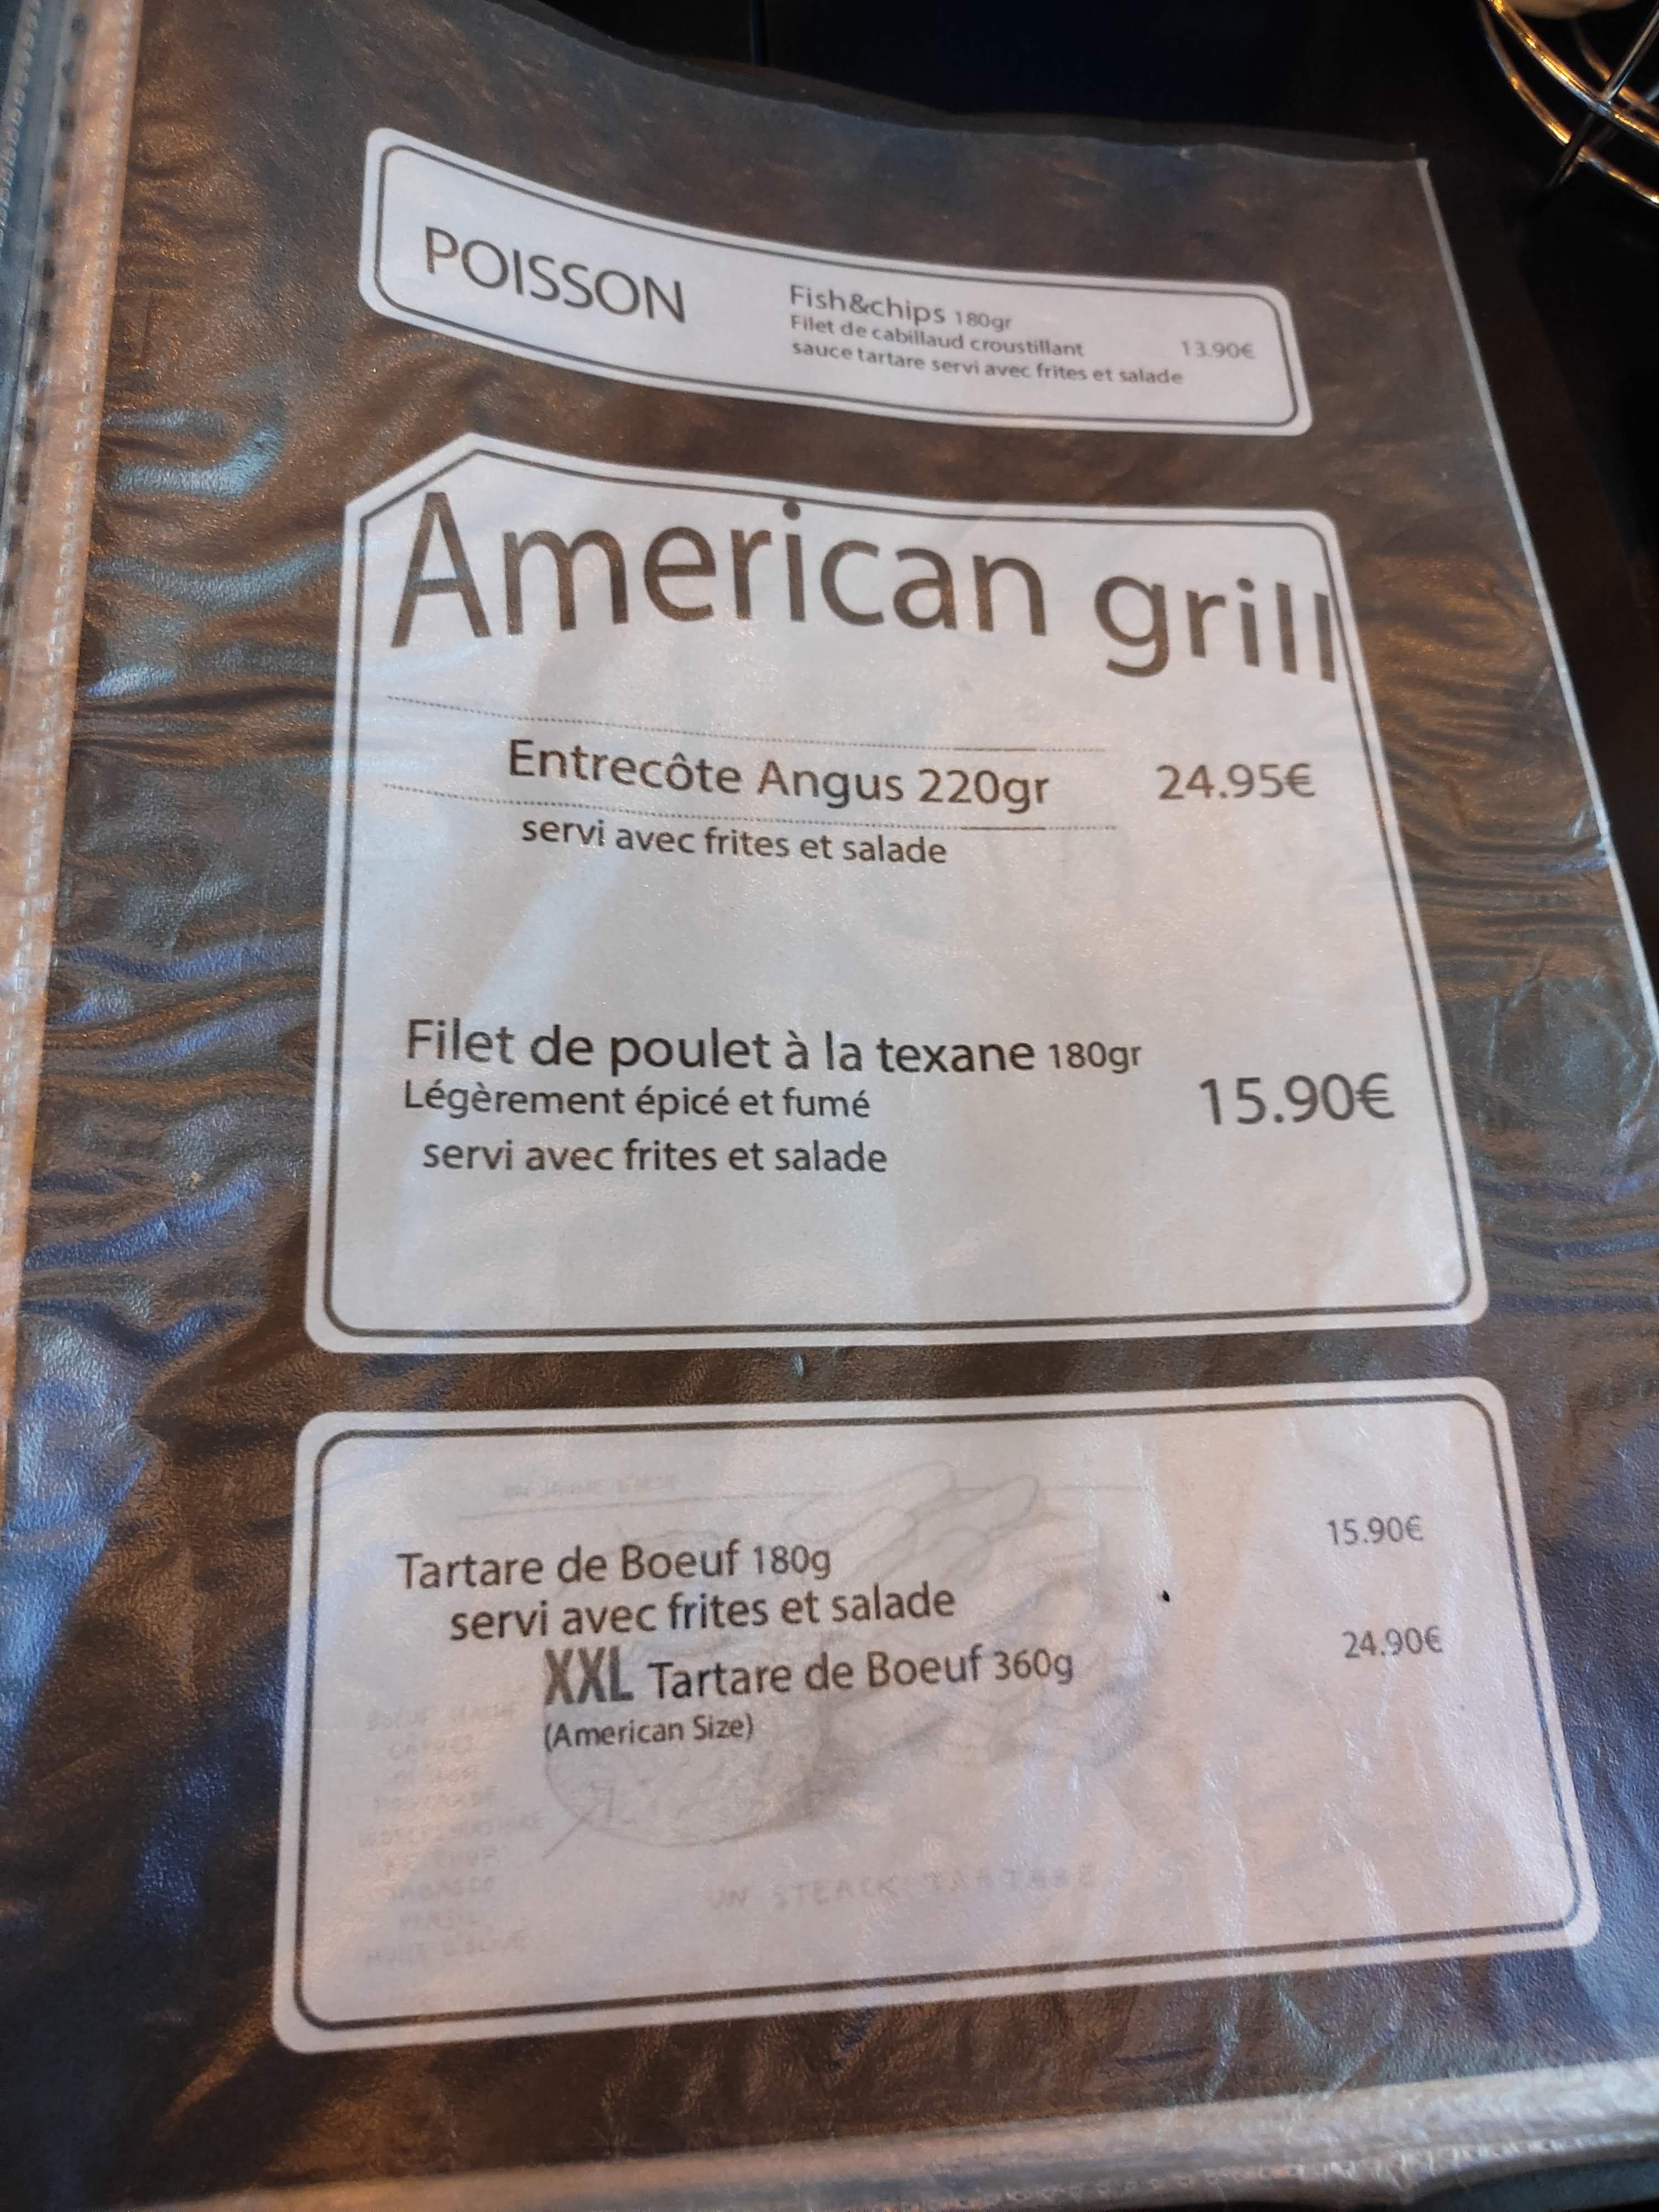 POISSON
Fish&chips 180gr
Filet de cabillaud croustillant
13.90€
sauce tartare servi avec frites et salade
American grill
Entrecôte Angus 220gr 24.95€
servi avec frites et salade
Filet de poulet à la texane 180gr
Légèrement épicé et fumé 15.90€
servi avec frites et salade
Tartare de Boeuf 180g 15.90€
servi avec frites et salade
XXL Tartare de Boeuf 360g 24.90€
(American Size)
UN STEACK TARTARE